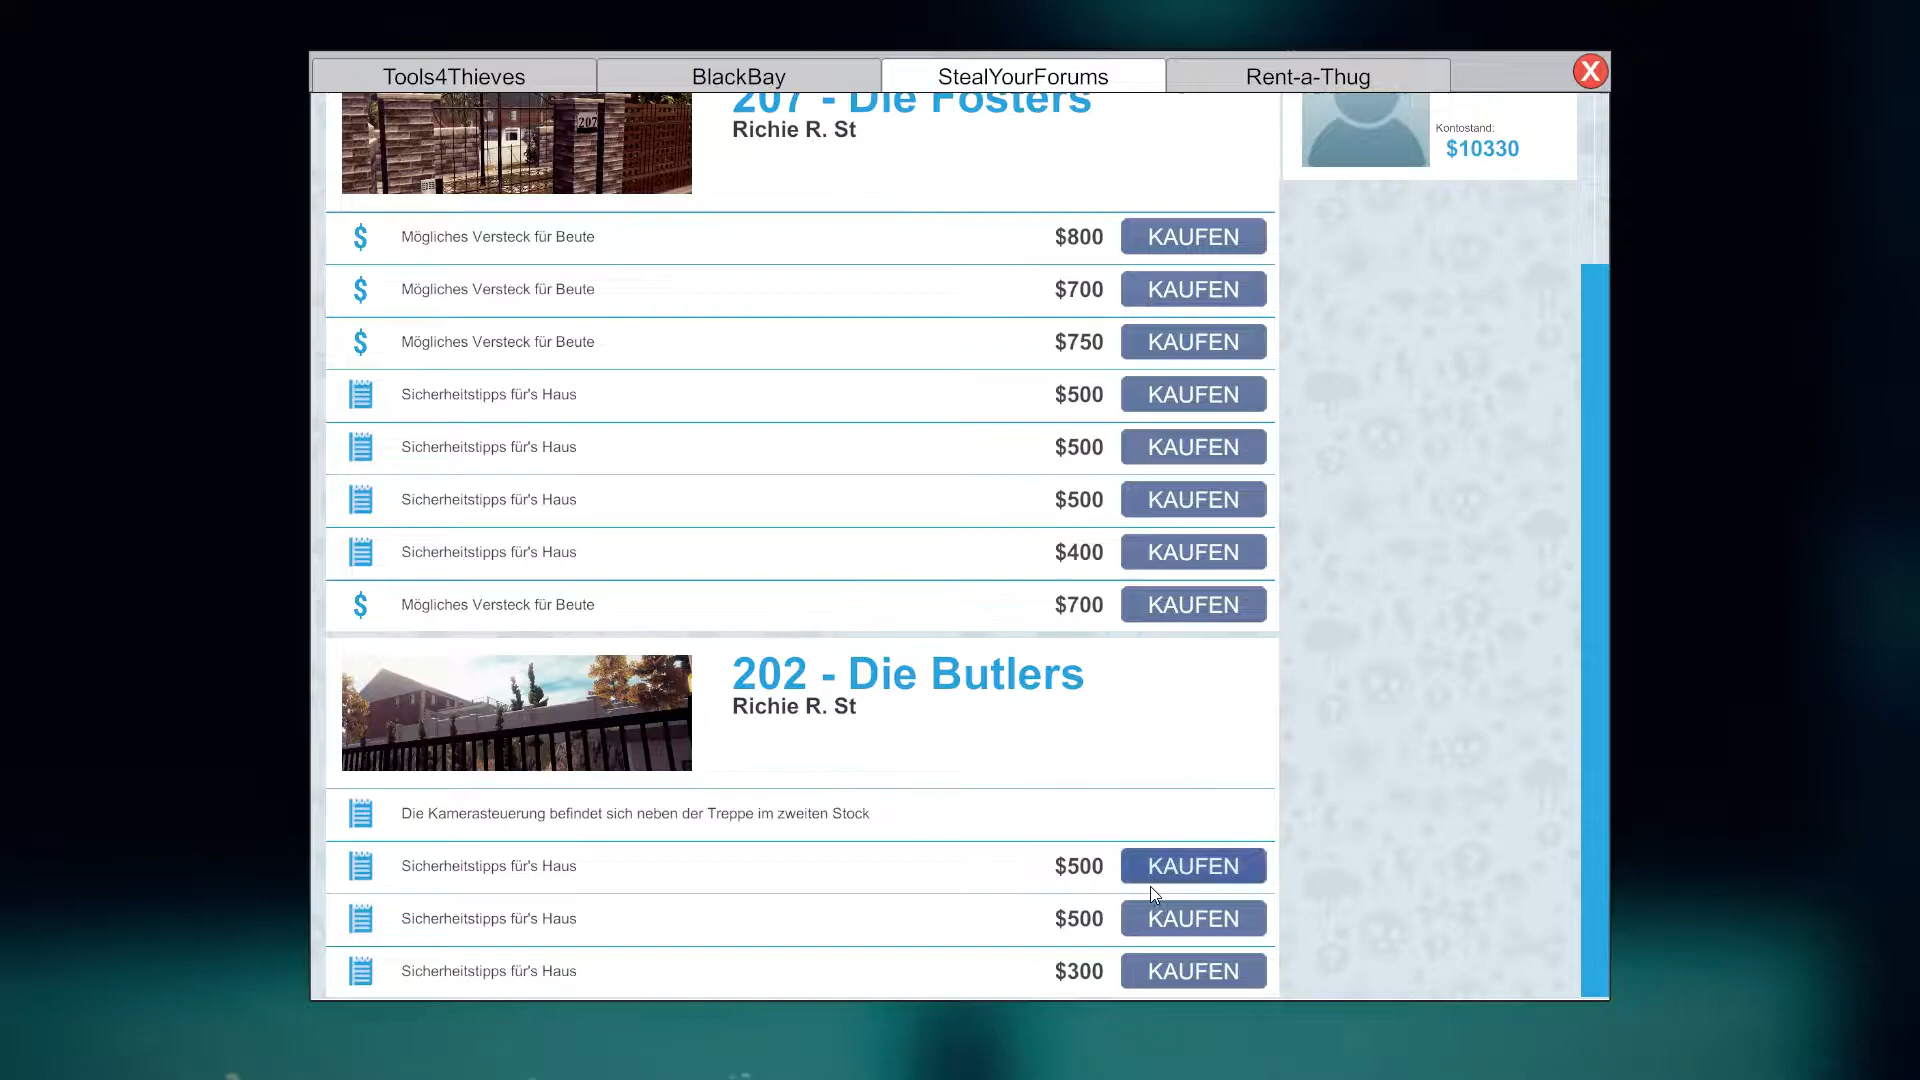 Tools4Thieves BlackBay StealYourForums Rent-a-Thug X
207 - Die Fosters
Richie R. St
207
Kontostand:
$10330
$ Mögliches Versteck für Beute $800 KAUFEN
$ Mögliches Versteck für Beute $700 KAUFEN
$ Mögliches Versteck für Beute $750 KAUFEN
Sicherheitstipps für's Haus $500 KAUFEN
Sicherheitstipps für's Haus $500 KAUFEN
Sicherheitstipps für's Haus $500 KAUFEN
Sicherheitstipps für's Haus $400 KAUFEN
$ Mögliches Versteck für Beute $700 KAUFEN
202 - Die Butlers
Richie R. St
Die Kamerasteuerung befindet sich neben der Treppe im zweiten Stock
Sicherheitstipps für's Haus $500 KAUFEN
Sicherheitstipps für's Haus $500 KAUFEN
Sicherheitstipps für's Haus $300 KAUFEN